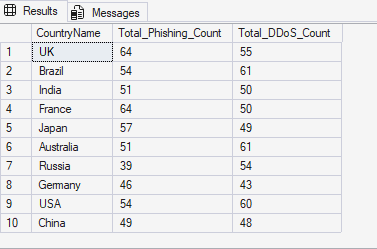 Results Messages
CountryName Total_Phishing_Count Total_DDoS_Count
1 UK 64 55
2 Brazil 54 61
3 India 51 50
4 France 64 50
5 Japan 57 49
6 Australia 51 61
7 Russia 39 54
8 Germany 46 43
9 USA 54 60
10 China 49 48